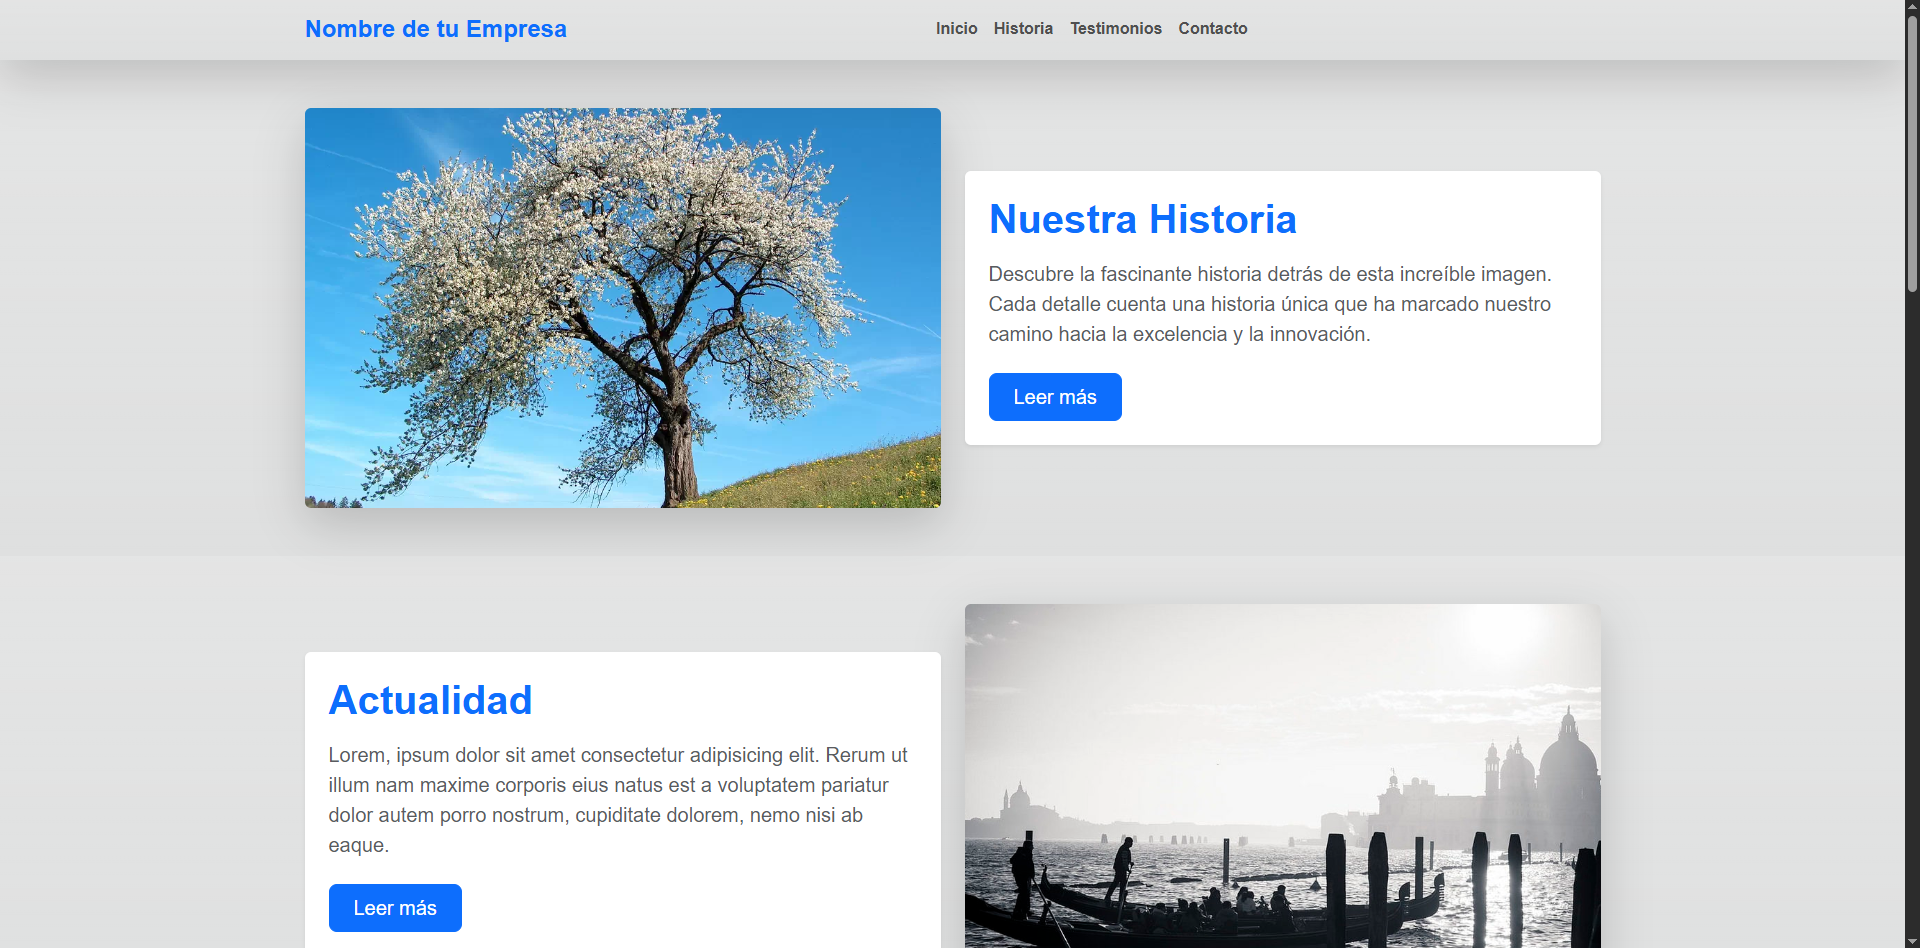 Nombre de tu Empresa
Inicio Historia Testimonios Contacto
Nuestra Historia
Descubre la fascinante historia detrás de esta increíble imagen.
Cada detalle cuenta una historia única que ha marcado nuestro
camino hacia la excelencia y la innovación.
Leer más
Actualidad
Lorem, ipsum dolor sit amet consectetur adipisicing elit. Rerum ut
illum nam maxime corporis eius natus est a voluptatem pariatur
dolor autem porro nostrum, cupiditate dolorem, nemo nisi ab
eaque.
Leer más